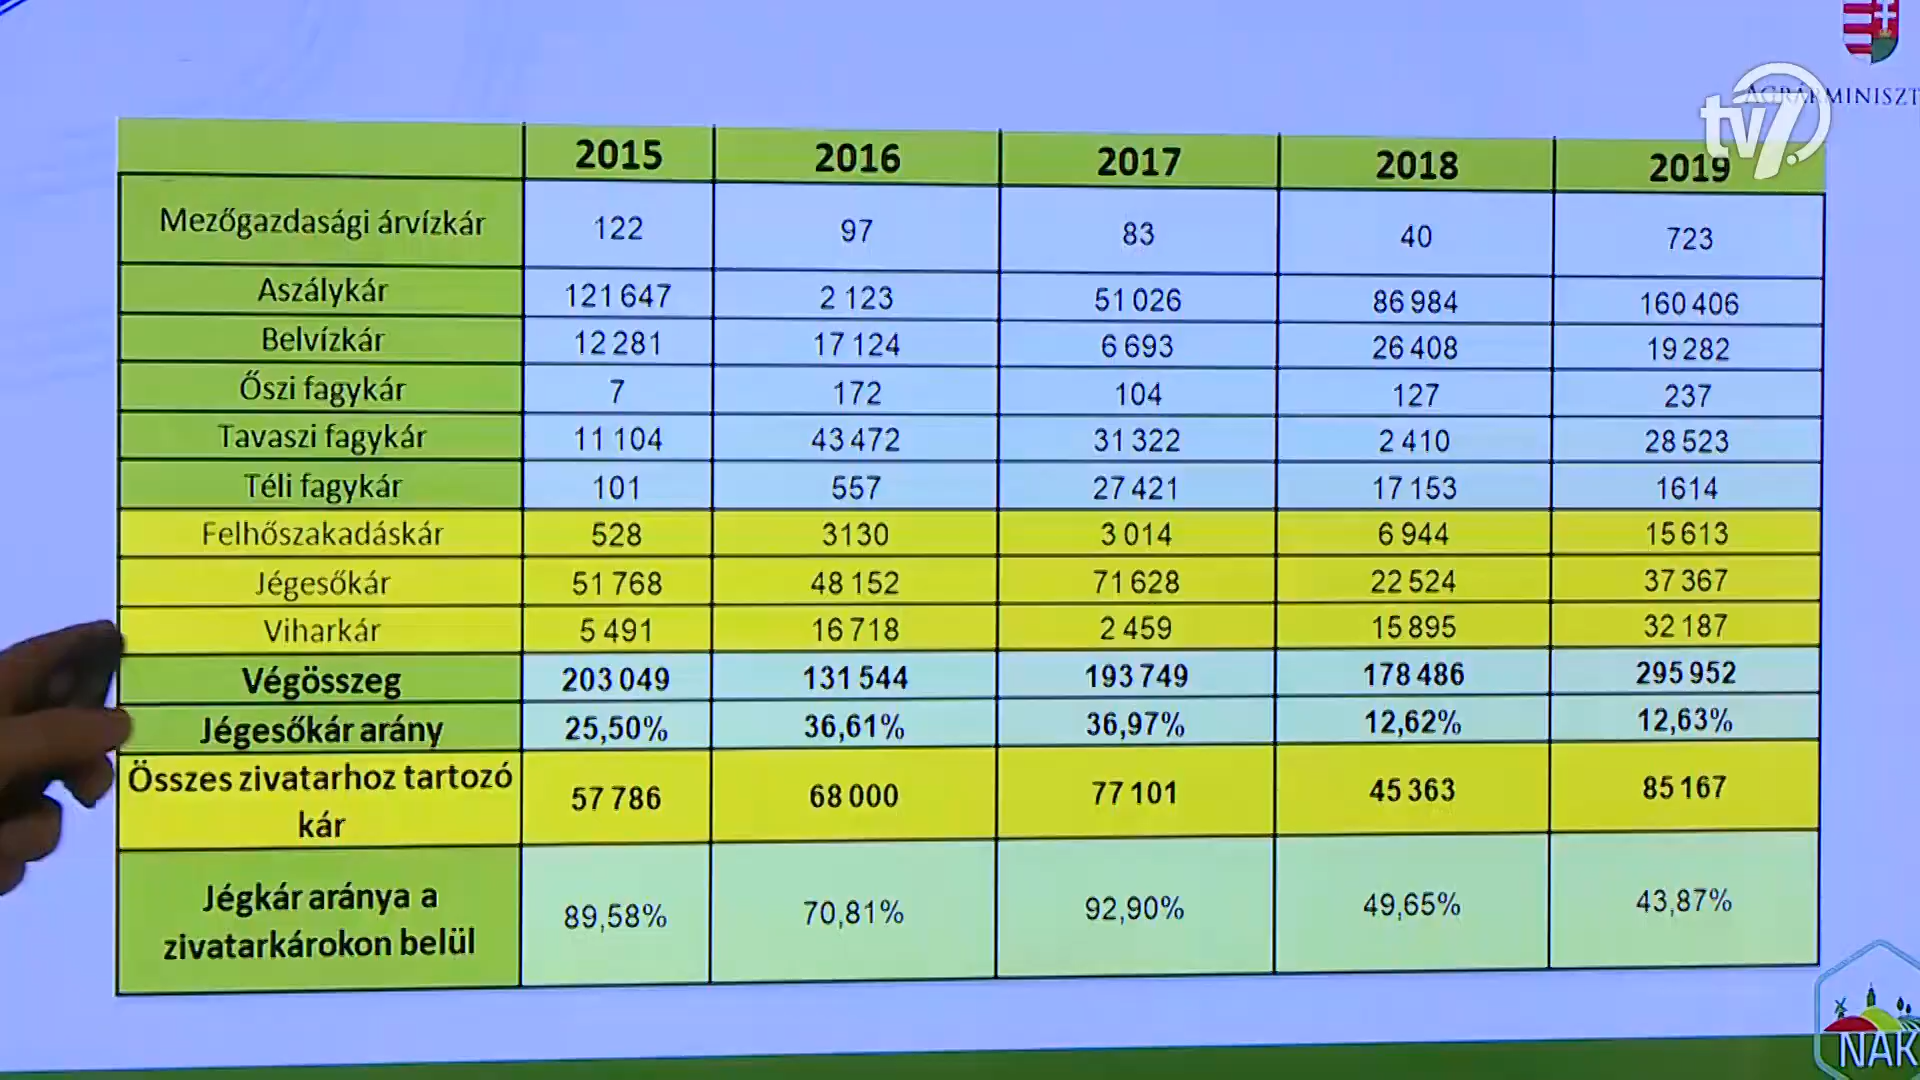 AGRÁRMINISZT
tv7.
2015 2016 2017 2018 2019
Mezőgazdasági árvízkár 122 97 83 40 723
Aszálykár 121 647 2 123 51 026 86 984 160 406
Belvízkár 12 281 17 124 6 693 26 408 19 282
Őszi fagykár 7 172 104 127 237
Tavaszi fagykár 11 104 43 472 31 322 2 410 28 523
Téli fagykár 101 557 27 421 17 153 1614
Felhőszakadáskár 528 3130 3 014 6 944 15 613
Jégesőkár 51 768 48 152 71 628 22 524 37 367
Viharkár 5 491 16 718 2 459 15 895 32 187
Végösszeg 203 049 131 544 193 749 178 486 295 952
Jégesőkár arány 25,50% 36,61% 36,97% 12,62% 12,63%
Összes zivatarhoz tartozó
kár 57 786 68 000 77 101 45 363 85 167
Jégkár aránya a
zivatarkárokon belül 89,58% 70,81% 92,90% 49,65% 43,87%
NAK